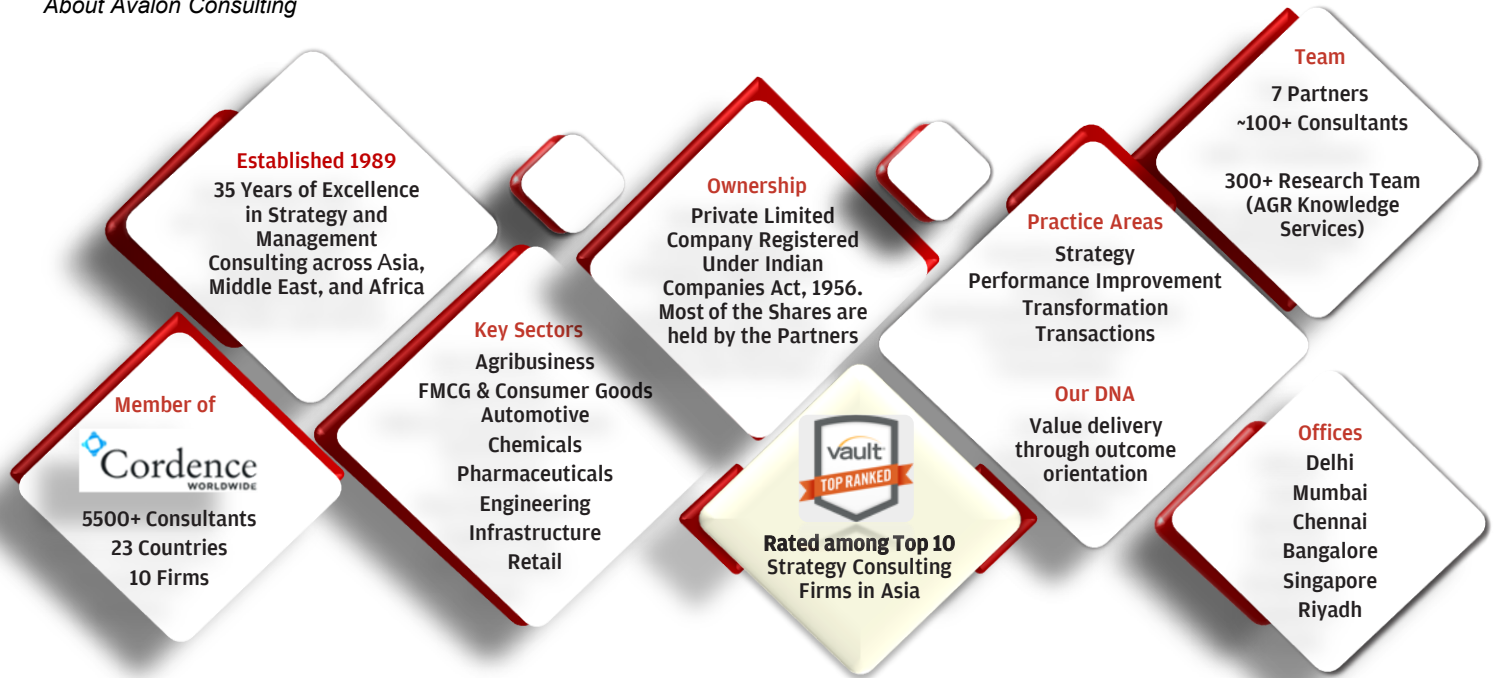 About Avalon Consulting
Established 1989
35 Years of Excellence
in Strategy and
Management
Consulting across Asia,
Middle East, and Africa
Member of
Cordence
WORLDWIDE
5500+ Consultants
23 Countries
10 Firms
Key Sectors
Agribusiness
FMCG & Consumer Goods
Automotive
Chemicals
Pharmaceuticals
Engineering
Infrastructure
Retail
Ownership
Private Limited
Company Registered
Under Indian
Companies Act, 1956.
Most of the Shares are
held by the Partners
vault
TOP RANKED
Rated among Top 10
Strategy Consulting
Firms in Asia
Practice Areas
Strategy
Performance Improvement
Transformation
Transactions
Our DNA
Value delivery
through outcome
orientation
Team
7 Partners
~100+ Consultants
300+ Research Team
(AGR Knowledge
Services)
Offices
Delhi
Mumbai
Chennai
Bangalore
Singapore
Riyadh